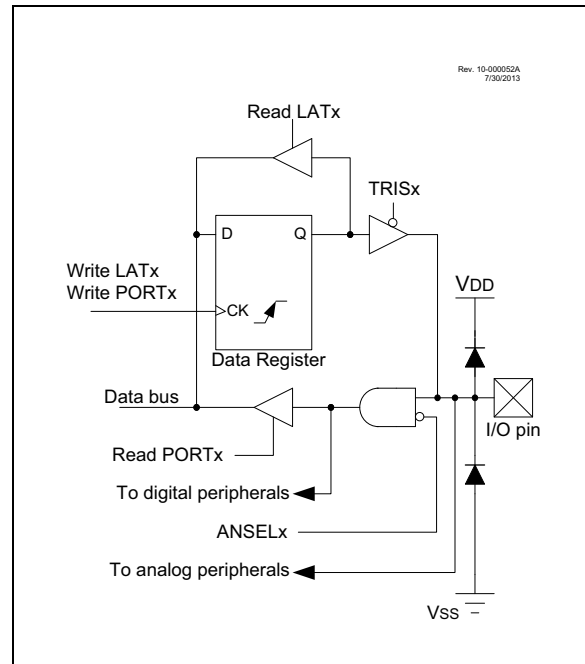 Rev. 10-000052A
7/30/2013
Read LATx
TRISx
D
Q
Write LATx
Write PORTx
CK
VDD
Data Register
Data bus
I/O pin
Read PORTx
To digital peripherals
ANSELx
To analog peripherals
VSS